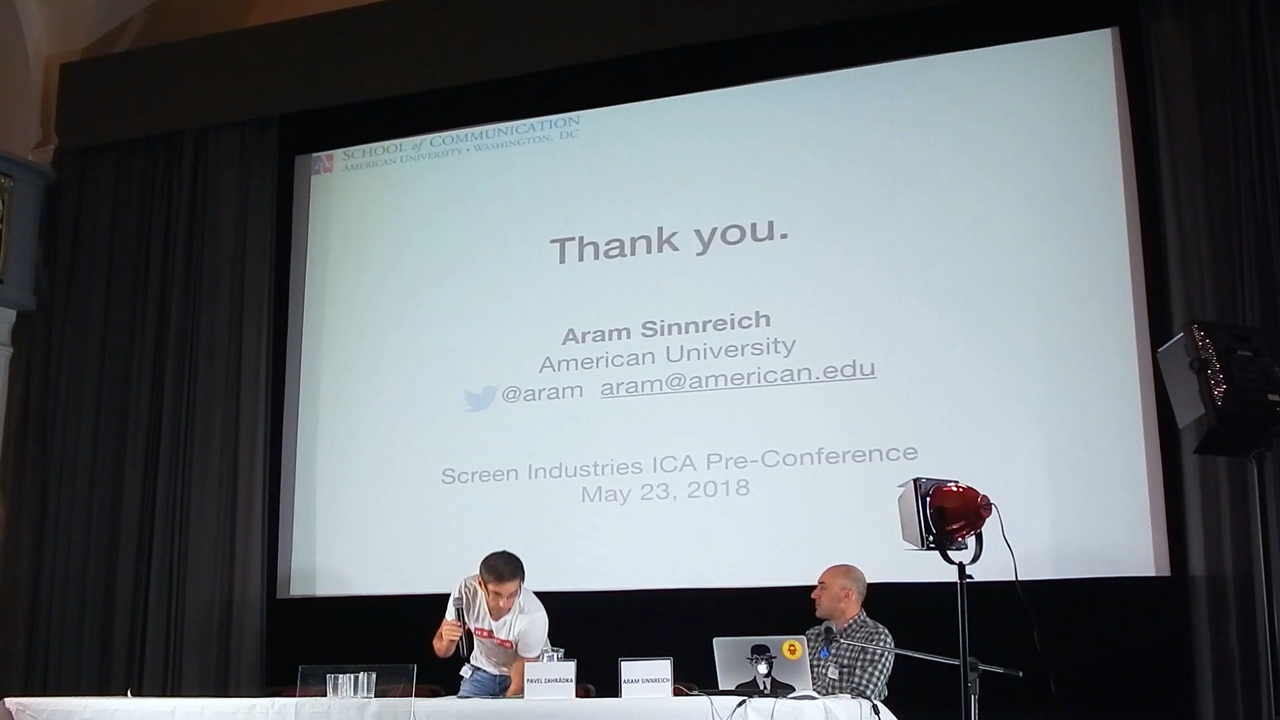 SCHOOL of COMMUNICATION
AMERICAN UNIVERSITY • WASHINGTON, DC
Thank you.
Aram Sinnreich
American University
@aram aram@american.edu
Screen Industries ICA Pre-Conference
May 23, 2018
PAVEL ZAHRÁDKA
ARAM SINNREICH